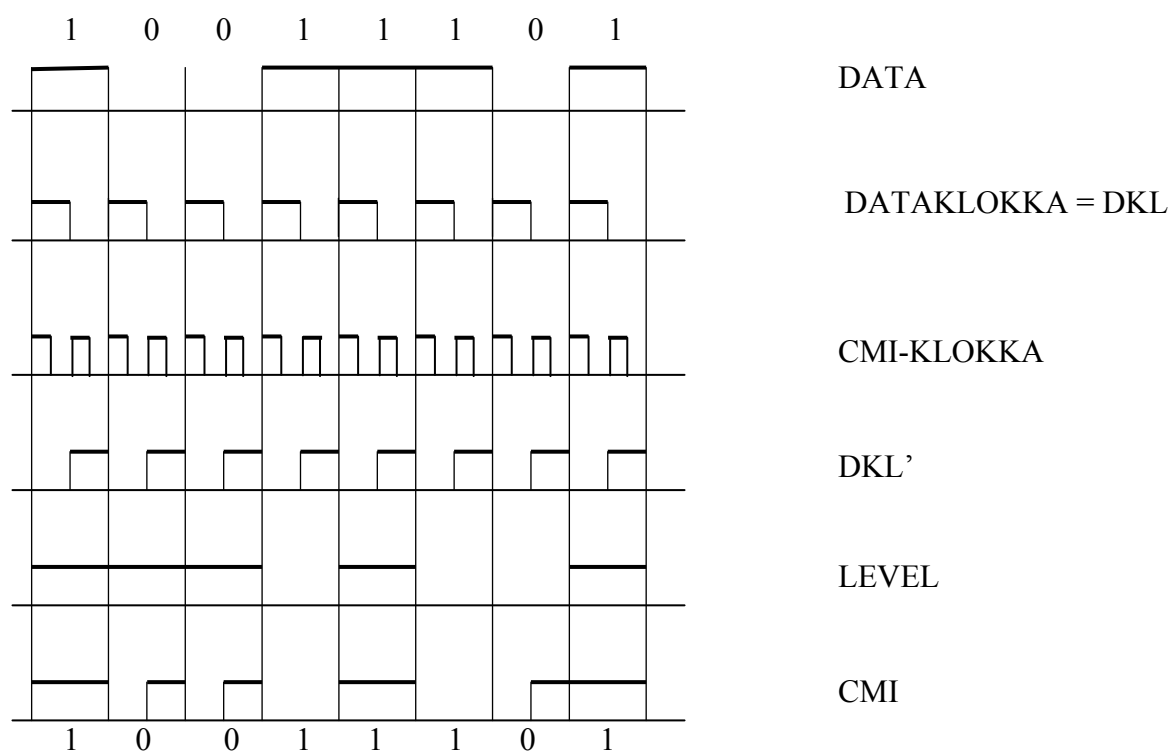 1 0 0 1 1 1 0 1
DATA
DATAKLOKKA = DKL
CMI-KLOKKA
DKL’
LEVEL
CMI
1 0 0 1 1 1 0 1